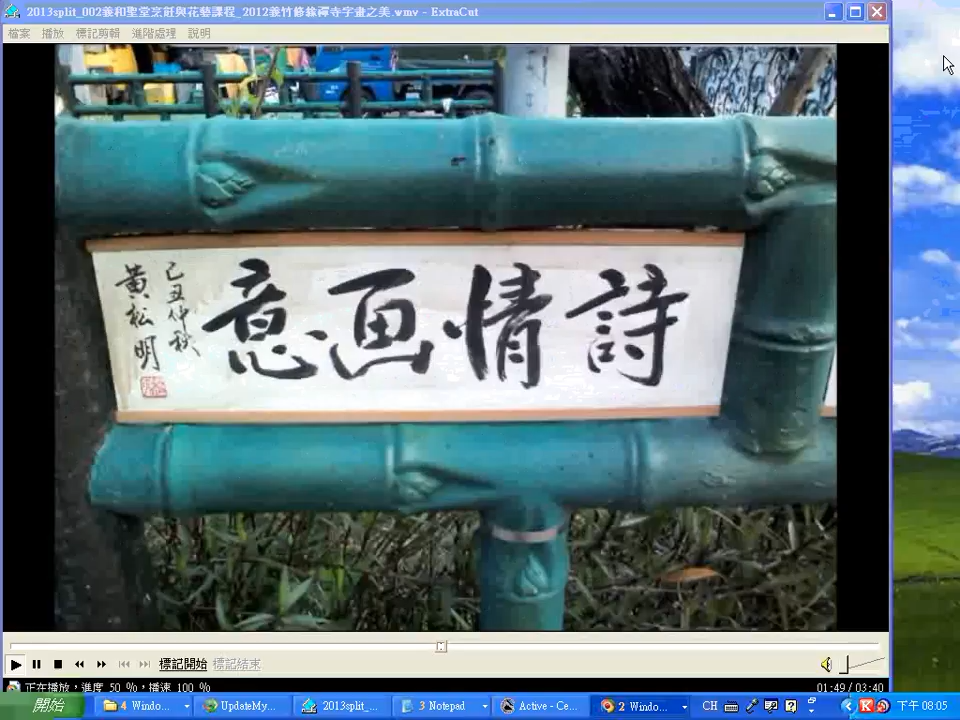 2013split_002義和聖堂烹飪與花藝課程_2012義竹修緣禪寺字畫之美.wmv - ExtraCut
檔案 播放 標記剪輯 進階處理 說明
詩情画意
己丑仲秋
黃松明
標記開始 標記結束
正在播放，進度 50 %，播速 100 %
01:49 / 03:40
開始
4 Windo...
UpdateMy...
2013split_...
3 Notepad
Active - Ce...
2 Windo...
CH
下午 08:05